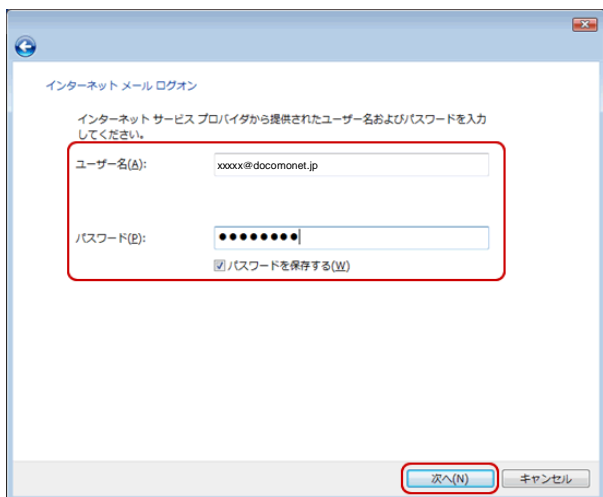 インターネット メール ログオン
インターネット サービス プロバイダから提供されたユーザー名およびパスワードを入力
してください。
ユーザー名(A):
xxxxx@docomonet.jp
パスワード(P):
●●●●●●●●
パスワードを保存する(W)
次へ(N)
キャンセル